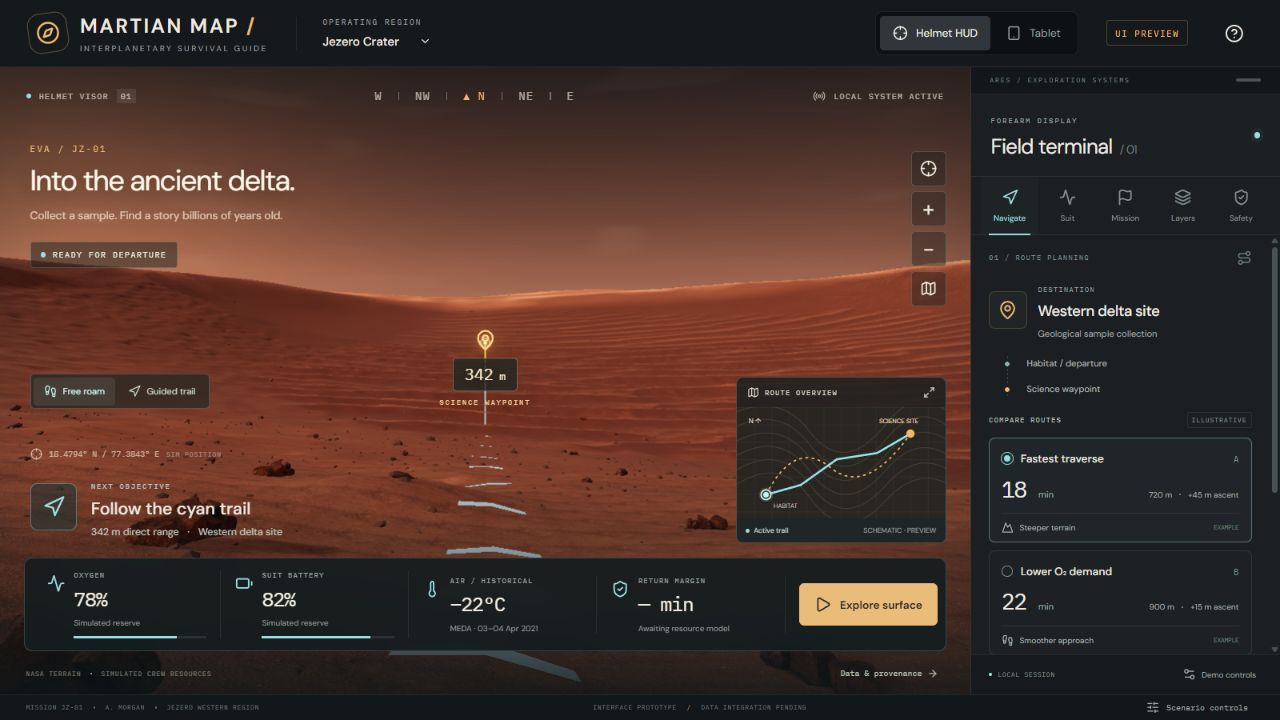 MARTIAN MAP /
INTERPLANETARY SURVIVAL GUIDE
OPERATING REGION
Jezero Crater
Helmet HUD
Tablet
UI PREVIEW
HELMET VISOR 01
W | NW | ▲ N | NE | E
LOCAL SYSTEM ACTIVE
EVA / JZ-01
Into the ancient delta.
Collect a sample. Find a story billions of years old.
READY FOR DEPARTURE
342 m
SCIENCE WAYPOINT
Free roam
Guided trail
18.4794° N / 77.3843° E SIM POSITION
NEXT OBJECTIVE
Follow the cyan trail
342 m direct range · Western delta site
ROUTE OVERVIEW
N↑
SCIENCE SITE
HABITAT
Active trail
SCHEMATIC · PREVIEW
OXYGEN
78%
Simulated reserve
SUIT BATTERY
82%
Simulated reserve
AIR / HISTORICAL
−22°C
MEDA · 03–04 Apr 2021
RETURN MARGIN
— min
Awaiting resource model
Explore surface
NASA TERRAIN • SIMULATED CREW RESOURCES
Data & provenance →
ARES / EXPLORATION SYSTEMS
FOREARM DISPLAY
Field terminal / 01
Navigate
Suit
Mission
Layers
Safety
01 / ROUTE PLANNING
DESTINATION
Western delta site
Geological sample collection
Habitat / departure
Science waypoint
COMPARE ROUTES
ILLUSTRATIVE
Fastest traverse
A
18 min
720 m · +45 m ascent
Steeper terrain
EXAMPLE
Lower O₂ demand
B
22 min
900 m · +15 m ascent
Smoother approach
EXAMPLE
LOCAL SESSION
Demo controls
MISSION JZ-01 • A. MORGAN • JEZERO WESTERN REGION
INTERFACE PROTOTYPE / DATA INTEGRATION PENDING
Scenario controls